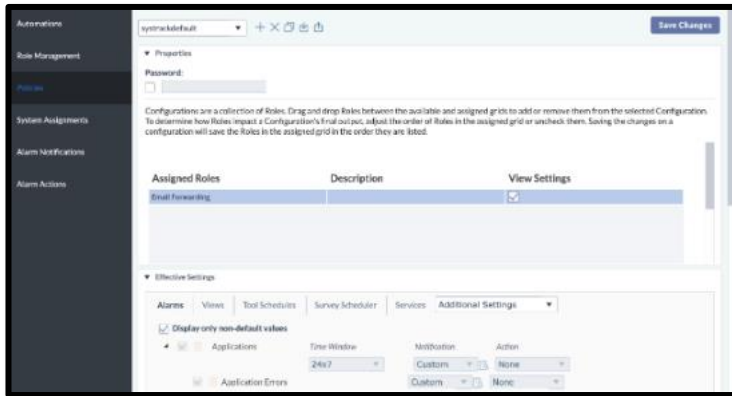 Automations
systrackdefault
Save Changes
Role Management
Properties
Password:
Policies
Configurations are a collection of Roles. Drag and drop Roles between the available and assigned grids to add or remove them from the selected Configuration.
To determine how Roles impact a Configuration's final output, adjust the order of Roles in the assigned grid or uncheck them. Saving the changes on a
configuration will save the Roles in the assigned grid in the order they are listed.
System Assignments
Alarm Notifications
Alarm Actions
Assigned Roles Description View Settings
Email forwarding
Effective Settings
Alarms Views Tool Schedules Survey Scheduler Services Additional Settings
Display only non-default values
Applications Time Window Notification Action
24x7 Custom None
Application Errors Custom None